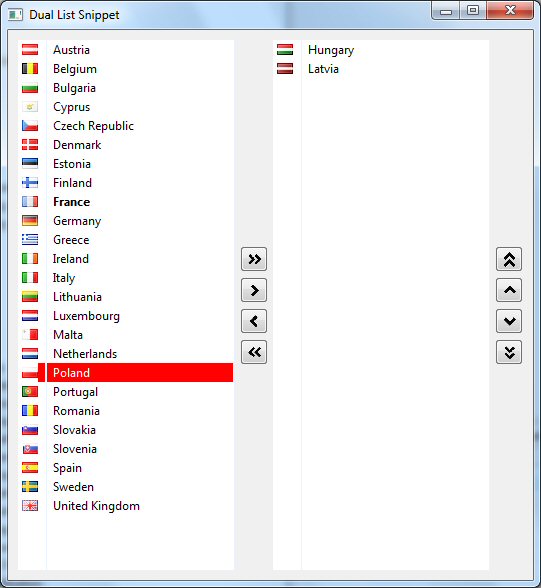 Dual List Snippet
Austria
Belgium
Bulgaria
Cyprus
Czech Republic
Denmark
Estonia
Finland
France
Germany
Greece
Ireland
Italy
Lithuania
Luxembourg
Malta
Netherlands
Poland
Portugal
Romania
Slovakia
Slovenia
Spain
Sweden
United Kingdom
Hungary
Latvia